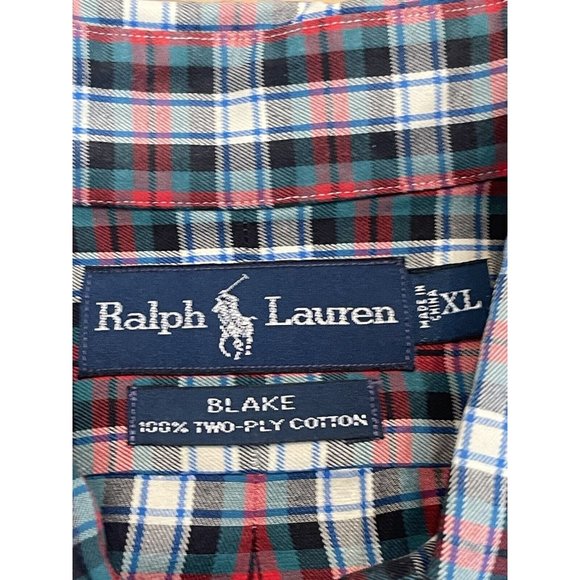 Ralph Lauren
MADE IN
CHINA
XL
BLAKE
100% TWO-PLY COTTON